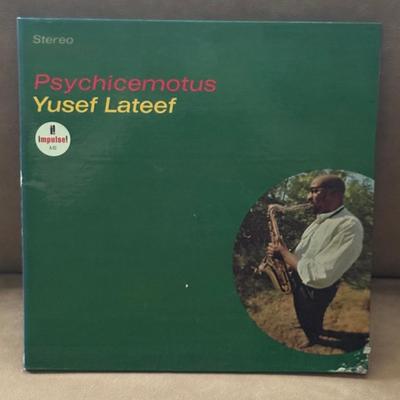 Stereo
Psychicemotus
Yusef Lateef
impulse!